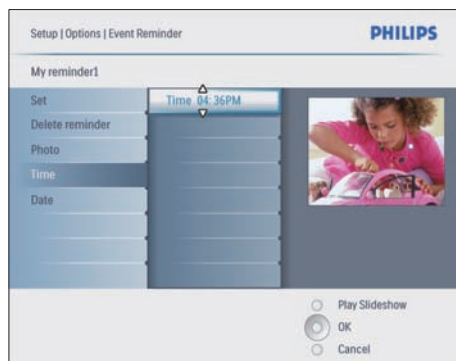 Setup | Options | Event Reminder
PHILIPS
My reminder1
Set
Time 04:36PM
Delete reminder
Photo
Time
Date
Play Slideshow
OK
Cancel